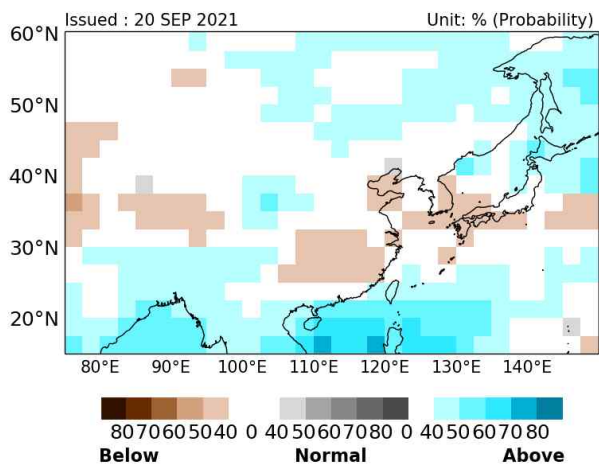 Issued : 20 SEP 2021 Unit: % (Probability)
60°N
50°N
40°N
30°N
20°N
80°E 90°E 100°E 110°E 120°E 130°E 140°E
80 70 60 50 40 0 40 50 60 70 80 0 40 50 60 70 80
Below Normal Above